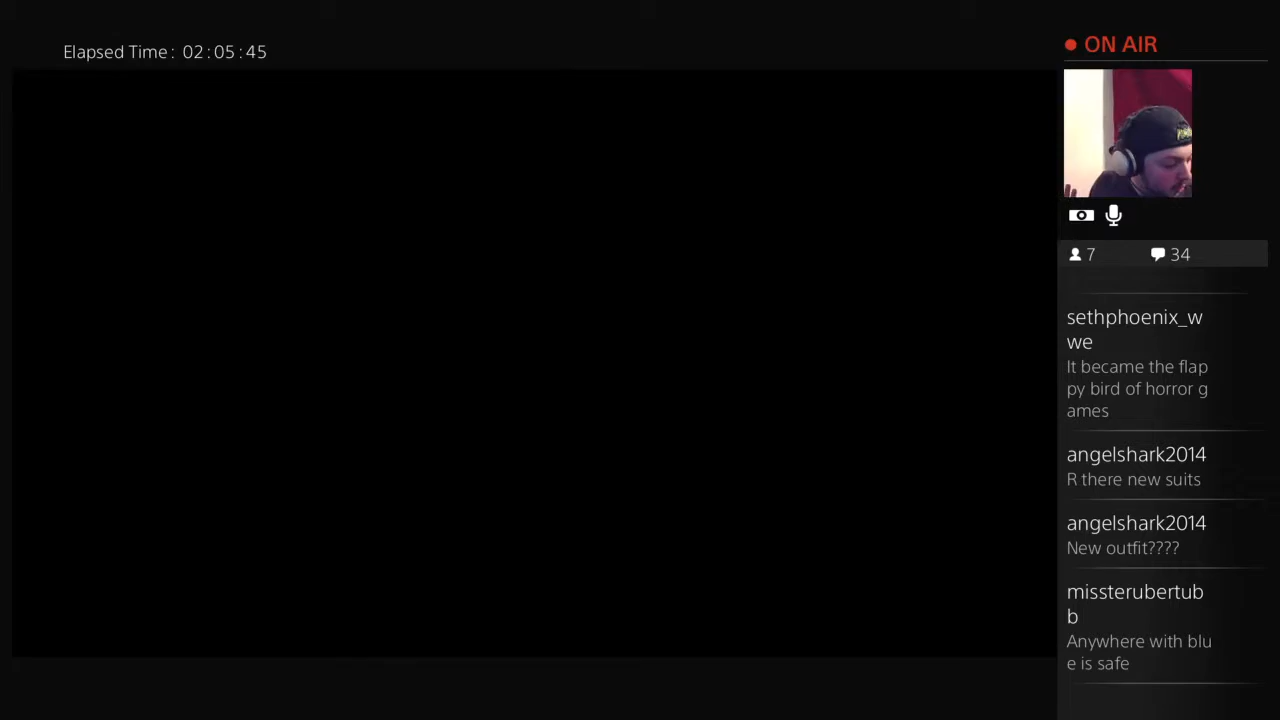 Elapsed Time: 02:05:45
ON AIR
7
34
sethphoenix_w
we
It became the flap
py bird of horror g
ames
angelshark2014
R there new suits
angelshark2014
New outfit????
missterubertub
b
Anywhere with blu
e is safe